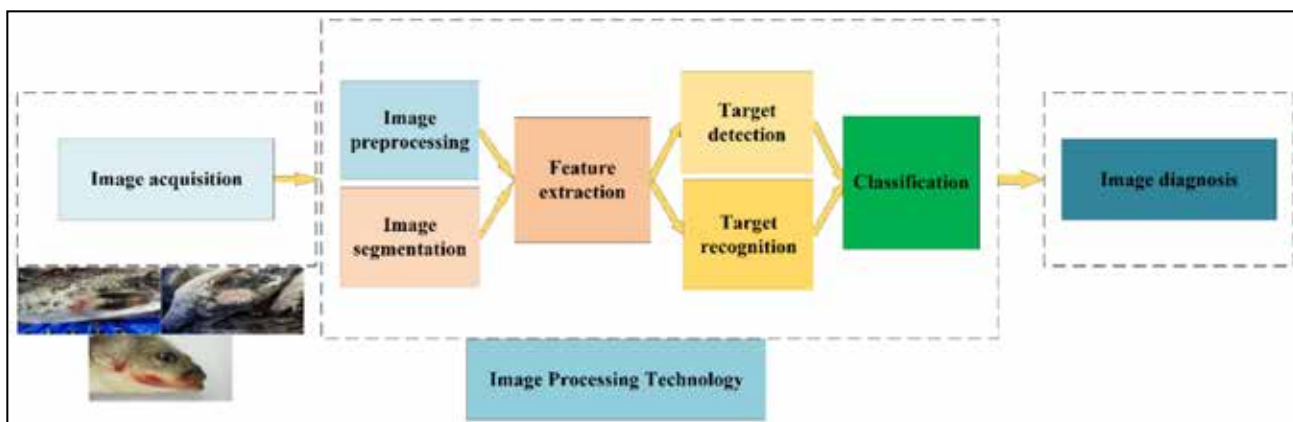 Image acquisition
Image
preprocessing
Image
segmentation
Feature
extraction
Target
detection
Target
recognition
Classification
Image diagnosis
Image Processing Technology